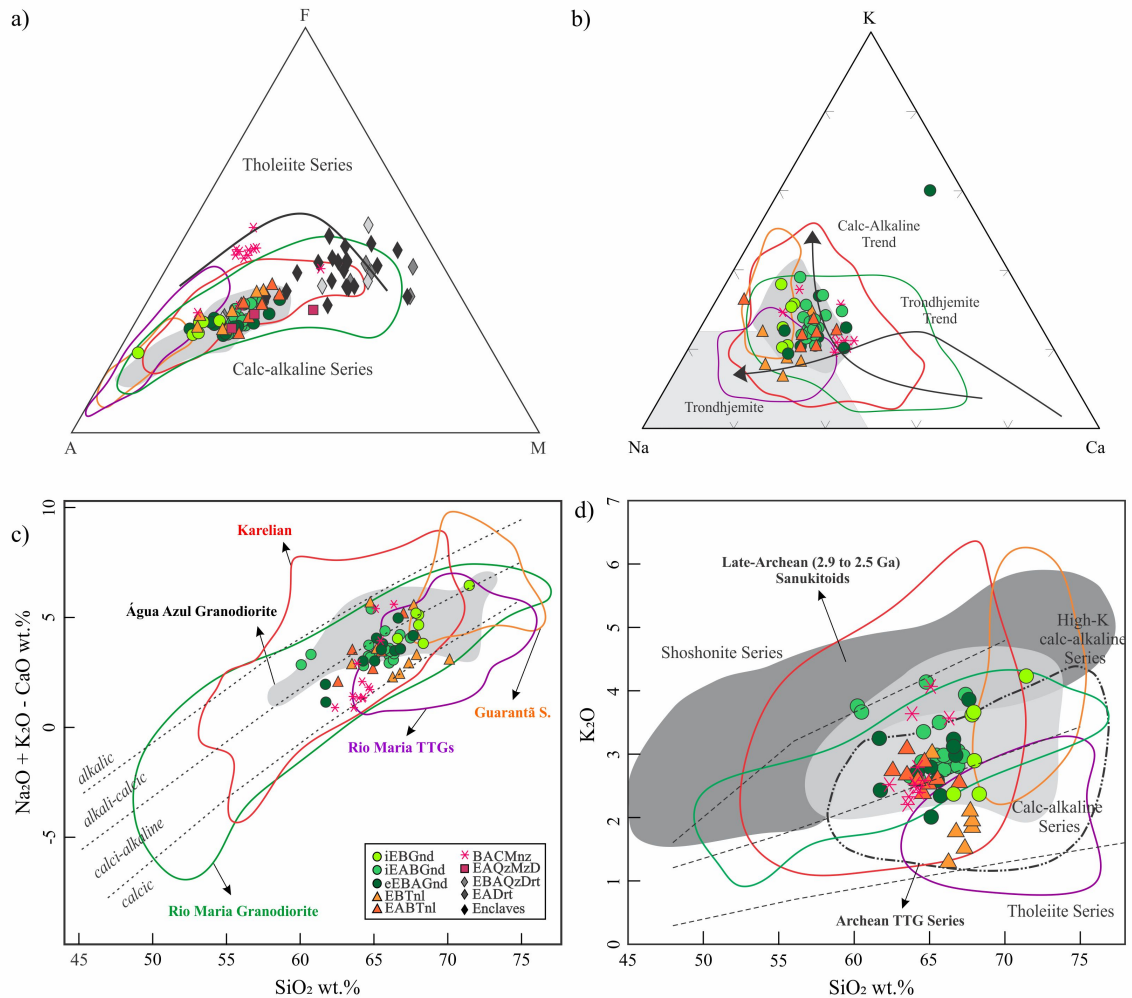 a)
F
Tholeiite Series
Calc-alkaline Series
A
M
b)
K
Calc-Alkaline
Trend
Trondhjemite
Trend
Trondhjemite
Na
Ca
c)
Na₂O + K₂O - CaO wt.%
10
5
0
-5
Karelian
Água Azul Granodiorite
Guarantã S.
Rio Maria TTGs
alkalic
alkali-calcic
calci-alkaline
calcic
Rio Maria Granodiorite
iEBGnd
iEABGnd
eEBAGnd
EBTnl
EABTnl
BACMnz
EAQzMzD
EBAQzDrt
EADrt
Enclaves
45 50 55 60 65 70 75
SiO₂ wt.%
d)
K₂O
7
6
5
4
3
2
1
0
Late-Archean (2.9 to 2.5 Ga)
Sanukitoids
Shoshonite Series
High-K
calc-alkaline
Series
Calc-alkaline
Series
Tholeiite Series
Archean TTG Series
45 50 55 60 65 70 75
SiO₂ wt.%